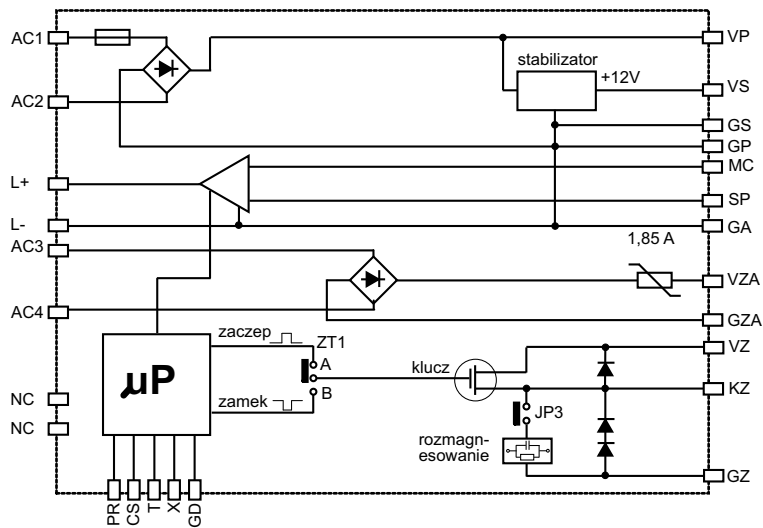 AC1
VP
stabilizator
+12V
VS
AC2
GS
GP
MC
L+
SP
L-
GA
AC3
1,85 A
VZA
AC4
GZA
zaczep
ZT1
VZ
A
klucz
µP
KZ
NC
zamek
B
JP3
NC
rozmagn-
esowanie
GZ
PR
CS
T
X
GD